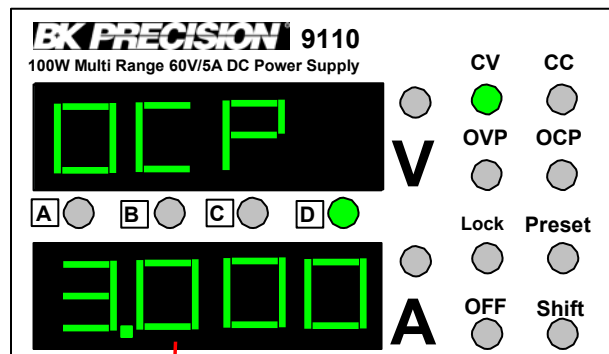 BK PRECISION® 9110
100W Multi Range 60V/5A DC Power Supply
CV CC
OCP
V
OVP OCP
A B C D
Lock Preset
3.000
A
OFF Shift